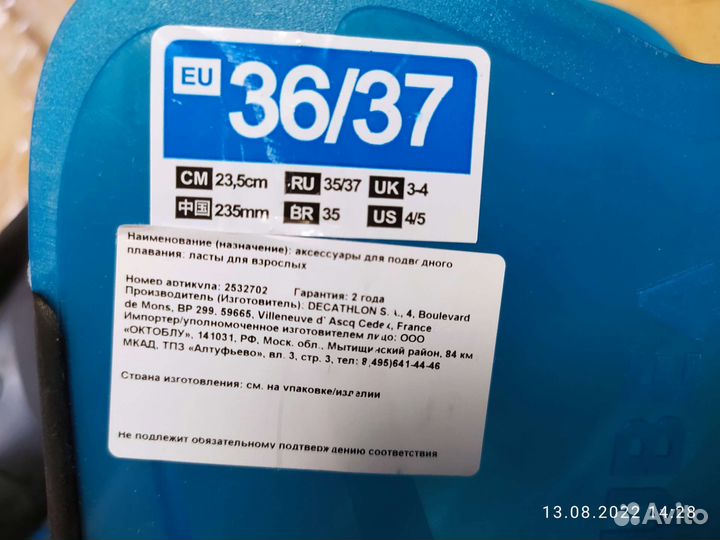 EU 36/37
CM 23,5cm RU 35/37 UK 3-4
中国 235mm BR 35 US 4/5
Наименование (назначение): аксессуары для подводного
плавания: ласты для взрослых
Номер артикула: 2532702 Гарантия: 2 года
Производитель (Изготовитель): DECATHLON S.A., 4, Boulevard
de Mons, BP 299. 59665, Villeneuve d' Ascq Cedex, France
Импортер/уполномоченное изготовителем лицо: ООО
«ОКТОБЛУ», 141031, РФ, Моск. обл., Мытищинский район, 84 км
МКАД, ТПЗ «Алтуфьево», вл. 3, стр. 3, тел: 8(495)641-44-46
Страна изготовления: см. на упаковке/изделии
Не подлежит обязательному подтверждению соответствия
13.08.2022 14:28
Avito